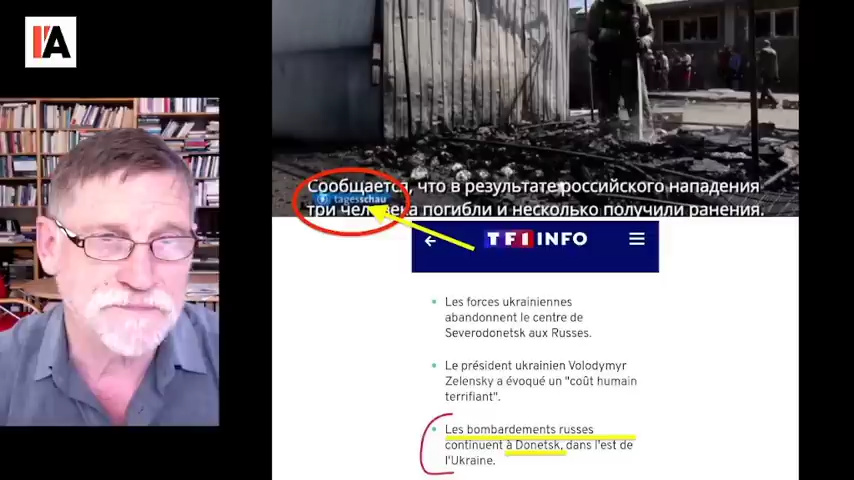 I'A
Сообщается, что в результате российского нападения
tagesschau
три человека погибли и несколько получили ранения.
TF1 INFO
Les forces ukrainiennes
abandonnent le centre de
Severodonetsk aux Russes.
Le président ukrainien Volodymyr
Zelensky a évoqué un "coût humain
terrifiant".
Les bombardements russes
continuent à Donetsk, dans l'est de
l'Ukraine.